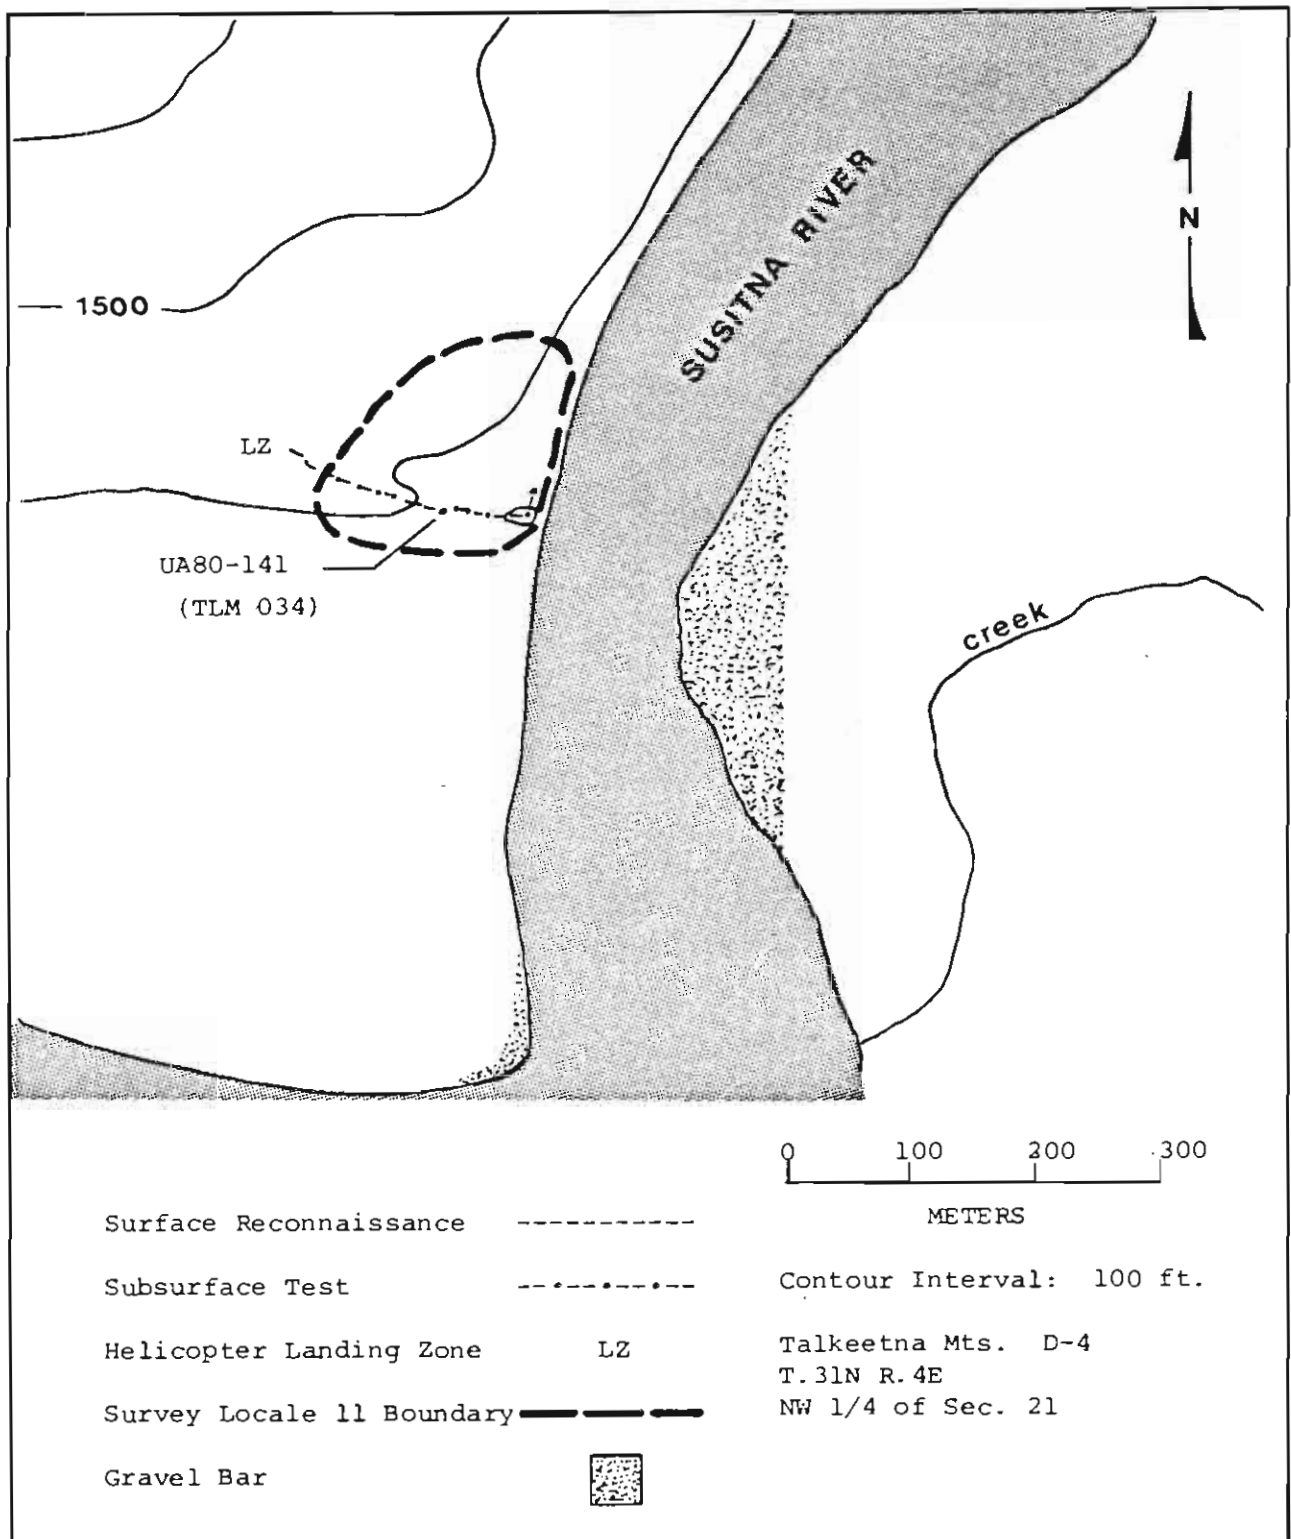 N
SUSITNA RIVER
1500
LZ
UA80-141
(TLM 034)
creek
0 100 200 300
METERS
Surface Reconnaissance
Subsurface Test
Helicopter Landing Zone LZ
Survey Locale 11 Boundary
Gravel Bar
Contour Interval: 100 ft.
Talkeetna Mts. D-4
T.31N R.4E
NW 1/4 of Sec. 21